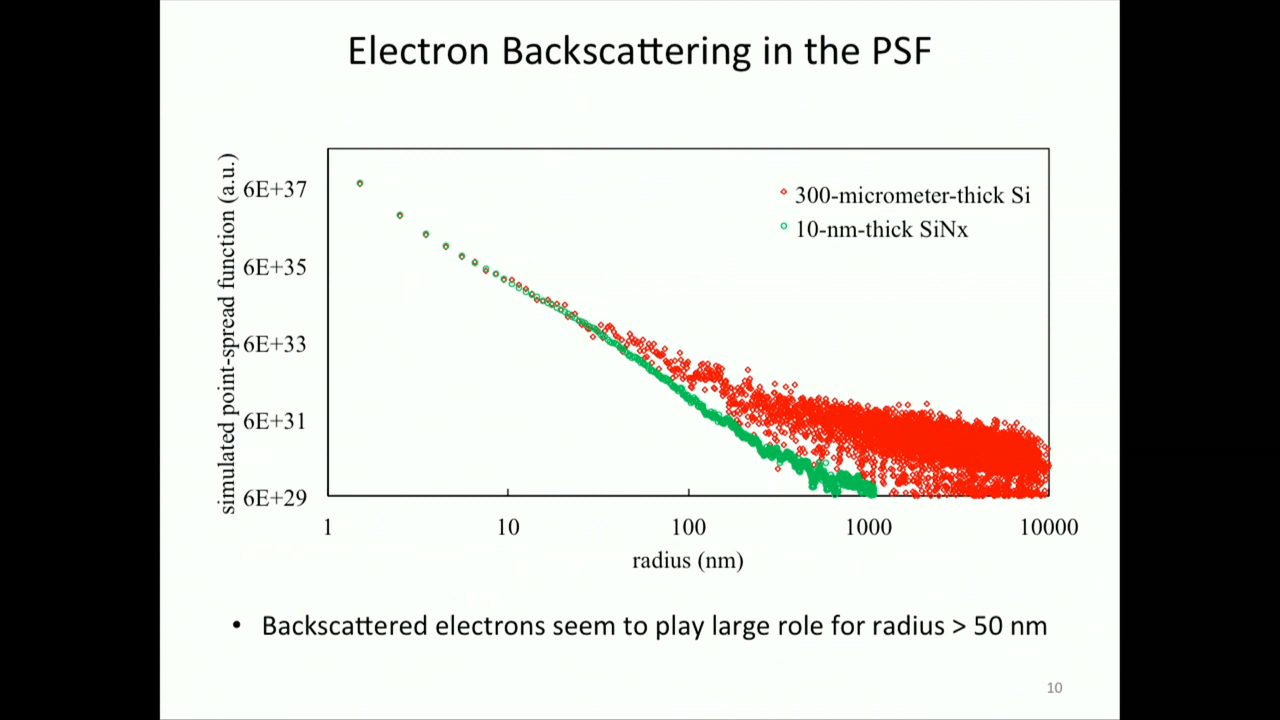 Electron Backscattering in the PSF
simulated point-spread function (a.u.)
6E+37
6E+35
6E+33
6E+31
6E+29
300-micrometer-thick Si
10-nm-thick SiNx
1 10 100 1000 10000
radius (nm)
• Backscattered electrons seem to play large role for radius > 50 nm
10